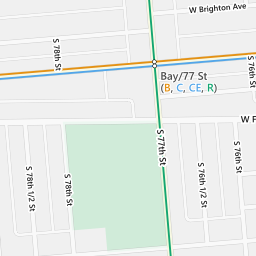 W Brighton Ave
S 78th St
S 76th St
Bay/77 St
(B, C, CE, R)
W F
S 77th St
S 76th St
S 78th 1/2 St
S 78th St
S 76th 1/2 St